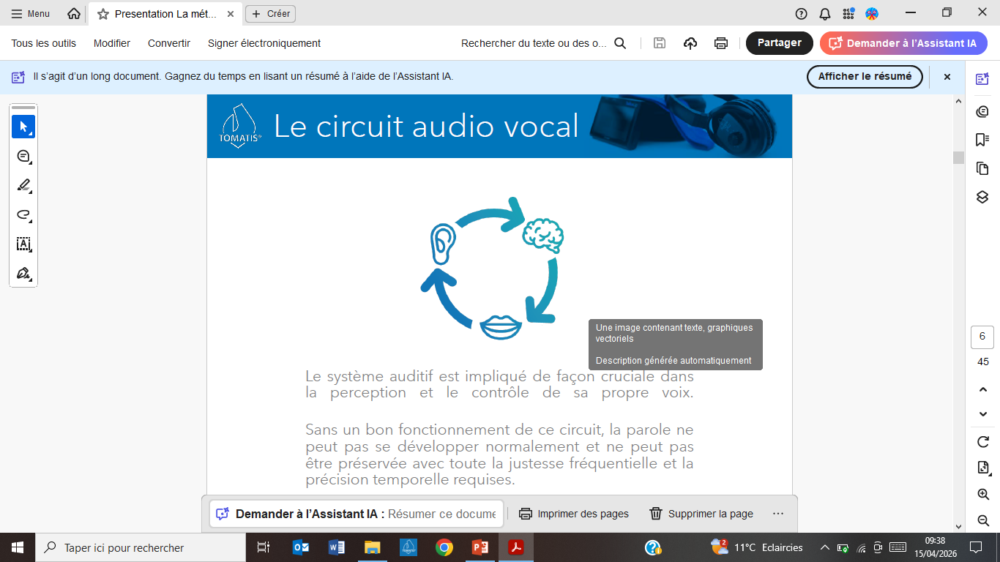 Menu
Presentation La mét...
Créer
Tous les outils
Modifier
Convertir
Signer électroniquement
Rechercher du texte ou des o...
Partager
Demander à l'Assistant IA
Il s'agit d'un long document. Gagnez du temps en lisant un résumé à l'aide de l'Assistant IA.
Afficher le résumé
TOMATIS®
Le circuit audio vocal
Une image contenant texte, graphiques
vectoriels
Description générée automatiquement
Le système auditif est impliqué de façon cruciale dans
la perception et le contrôle de sa propre voix.
Sans un bon fonctionnement de ce circuit, la parole ne
peut pas se développer normalement et ne peut pas
être préservée avec toute la justesse fréquentielle et la
précision temporelle requises.
6
45
Demander à l'Assistant IA : Résumer ce docume
Imprimer des pages
Supprimer la page
Taper ici pour rechercher
11°C Eclaircies
09:38
15/04/2026